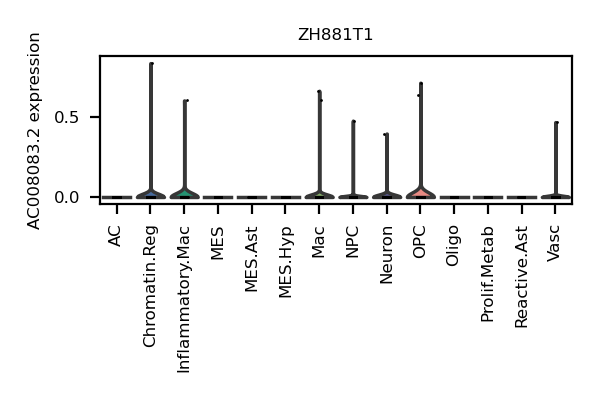 ZH881T1
AC008083.2 expression
0.5
0.0
AC
Chromatin.Reg
Inflammatory.Mac
MES
MES.Ast
MES.Hyp
Mac
NPC
Neuron
OPC
Oligo
Prolif.Metab
Reactive.Ast
Vasc